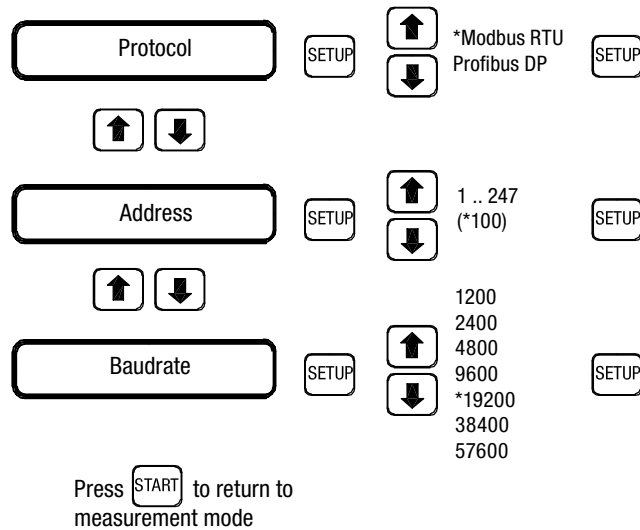 Protocol
SETUP
*Modbus RTU
Profibus DP
SETUP
Address
SETUP
1 .. 247
(*100)
SETUP
Baudrate
SETUP
1200
2400
4800
9600
*19200
38400
57600
SETUP
Press START to return to
measurement mode